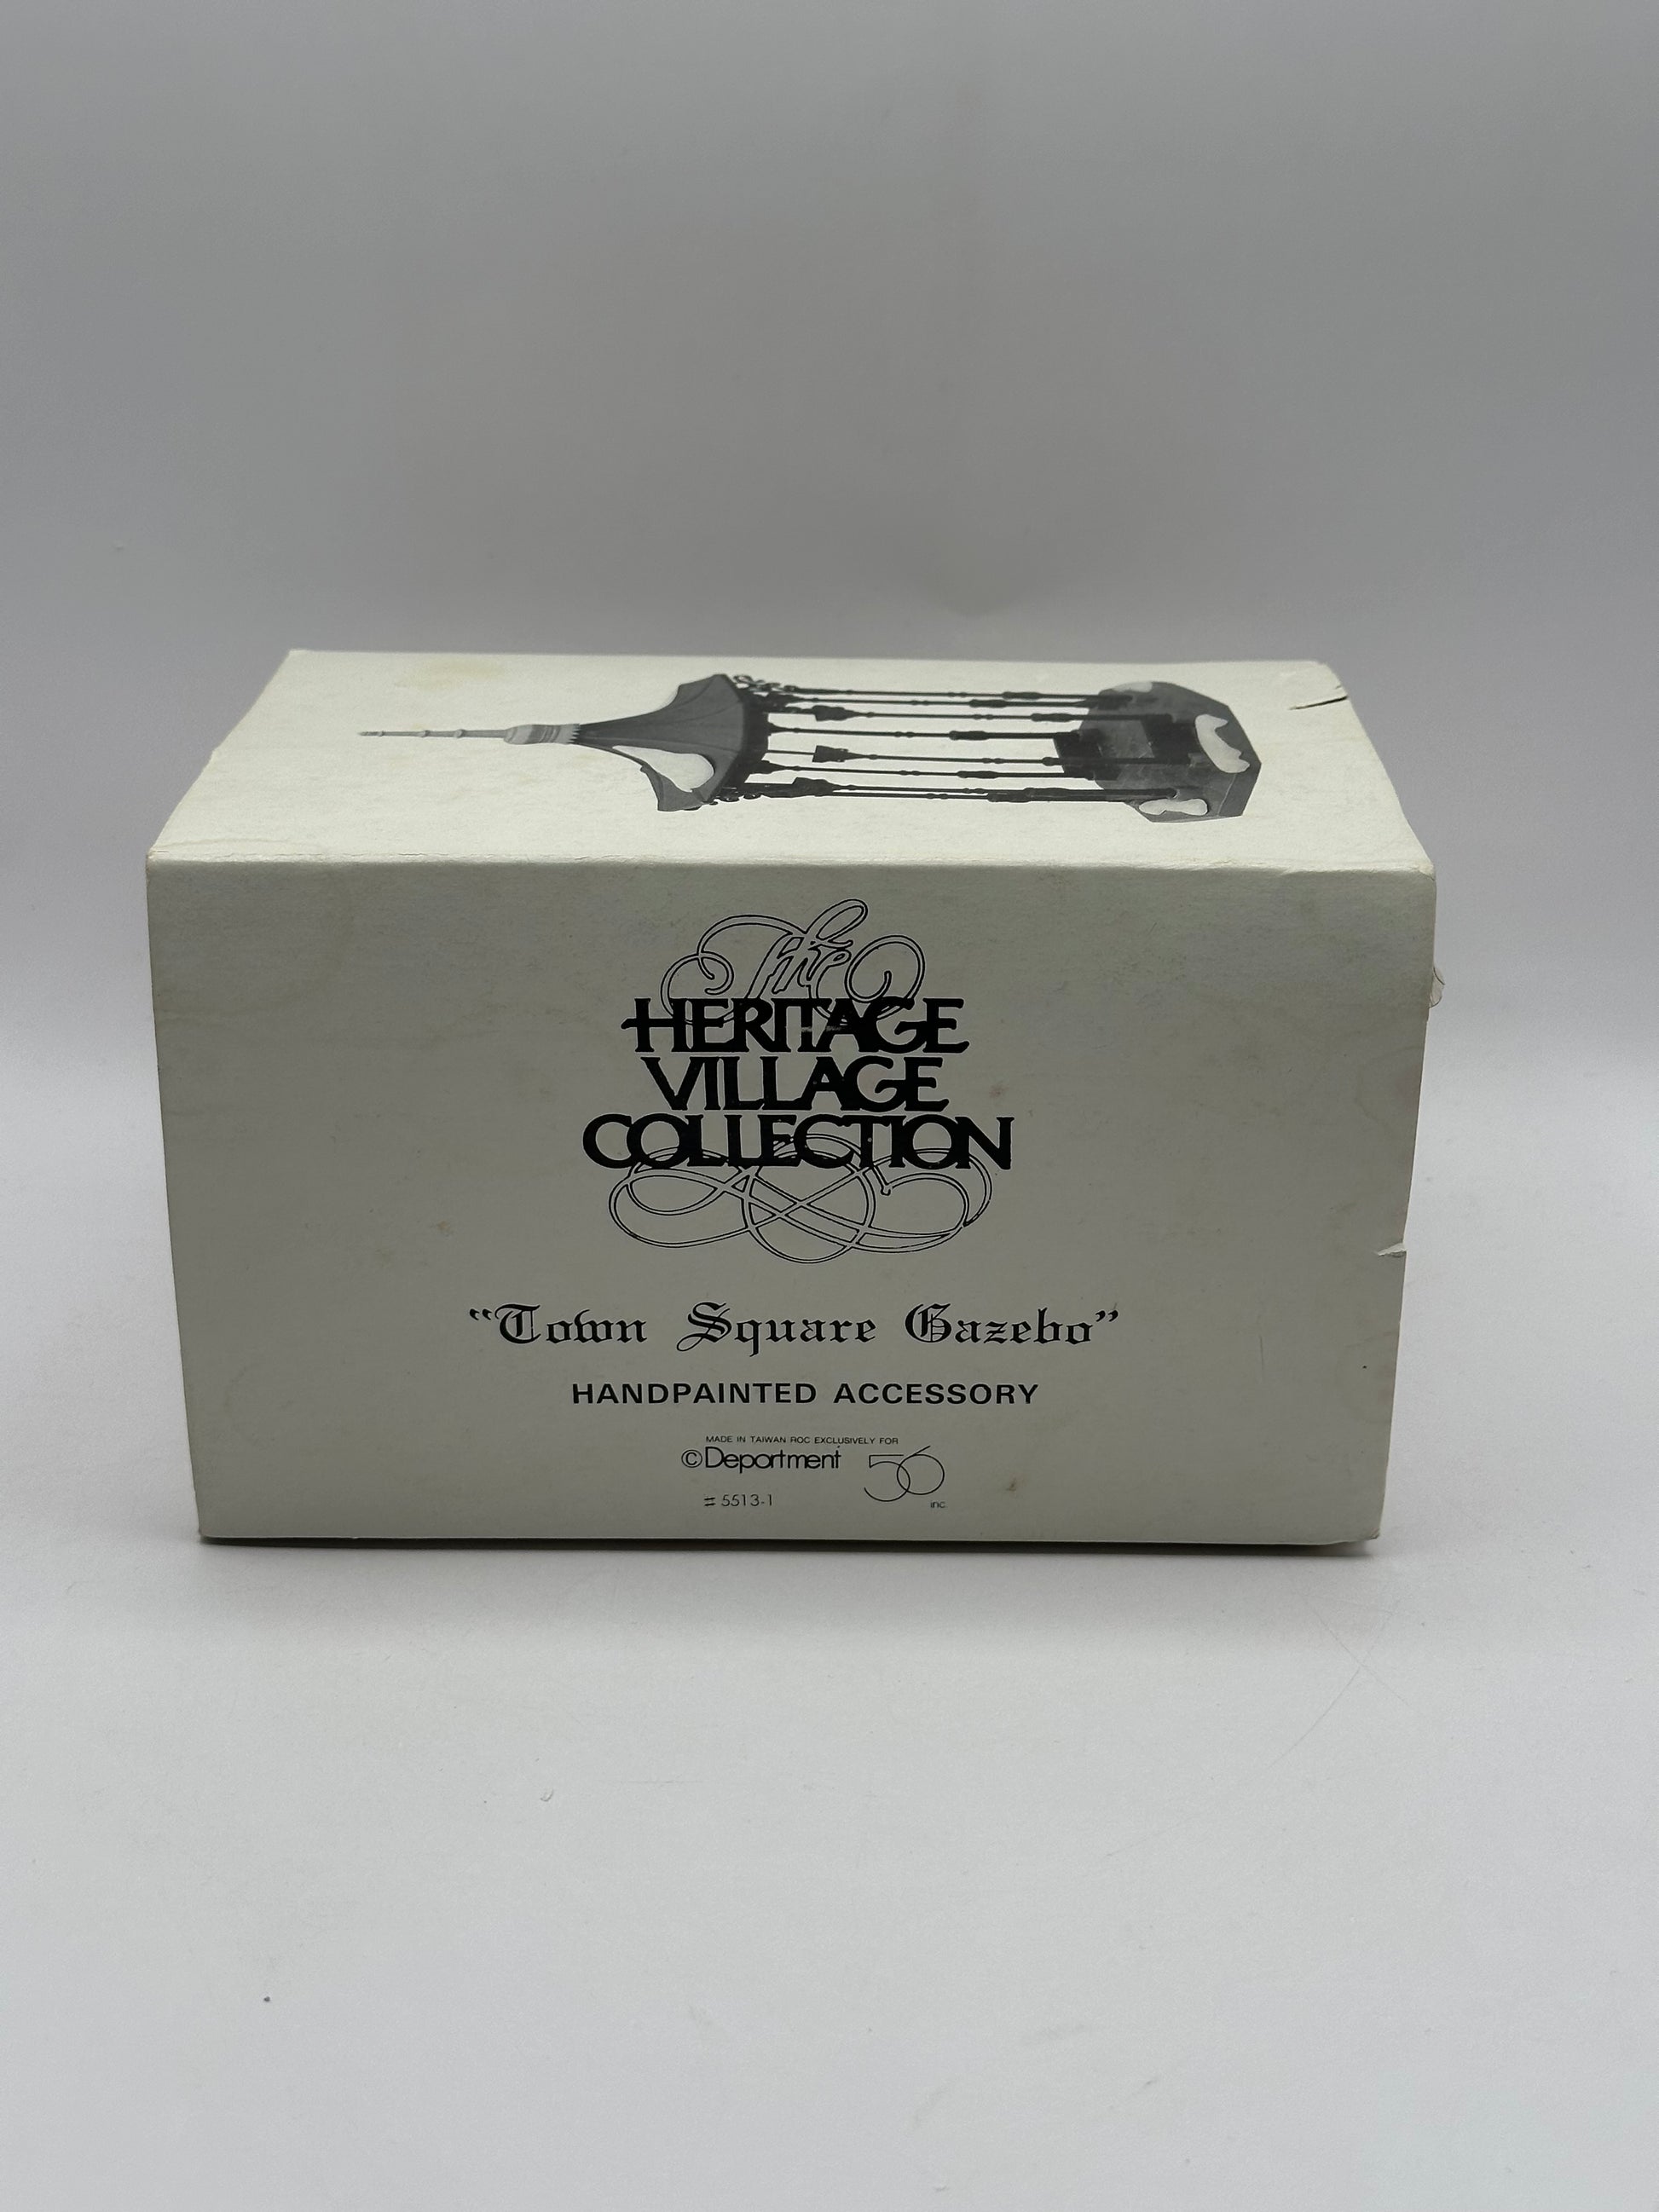 The
HERITAGE
VILLAGE
COLLECTION
“Town Square Gazebo”
HANDPAINTED ACCESSORY
MADE IN TAIWAN ROC EXCLUSIVELY FOR
©Department 56 inc.
# 5513-1